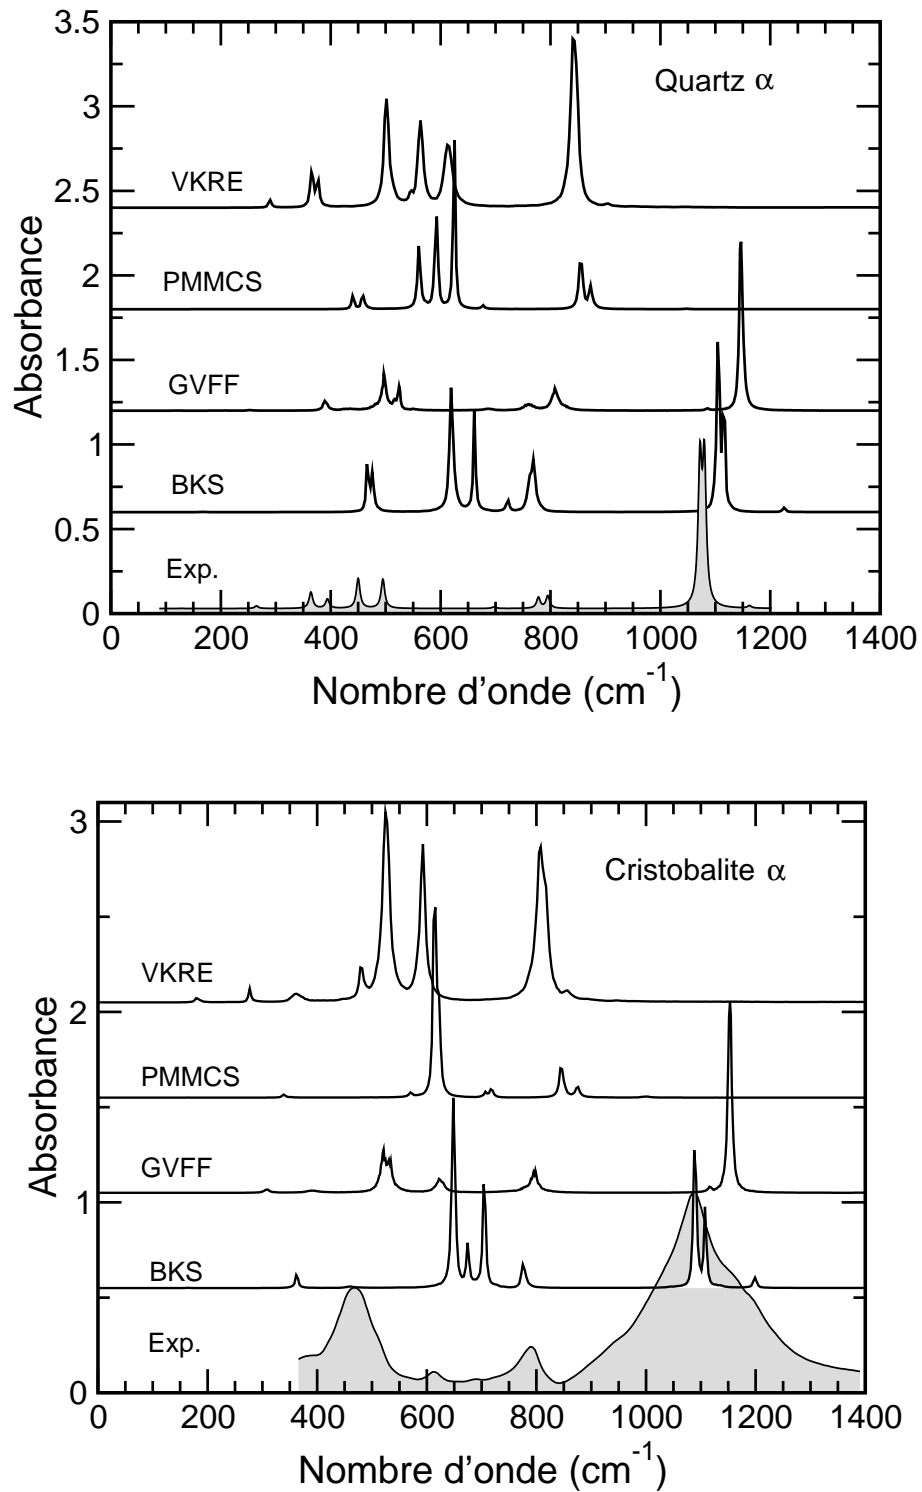 3.5
Quartz α
3
VKRE
2.5
PMMCS
2
Absorbance
1.5
GVFF
1
BKS
0.5
Exp.
0
0 200 400 600 800 1000 1200 1400
Nombre d'onde (cm-1)
3
Cristobalite α
VKRE
2
PMMCS
Absorbance
GVFF
1
BKS
Exp.
0
0 200 400 600 800 1000 1200 1400
Nombre d'onde (cm-1)